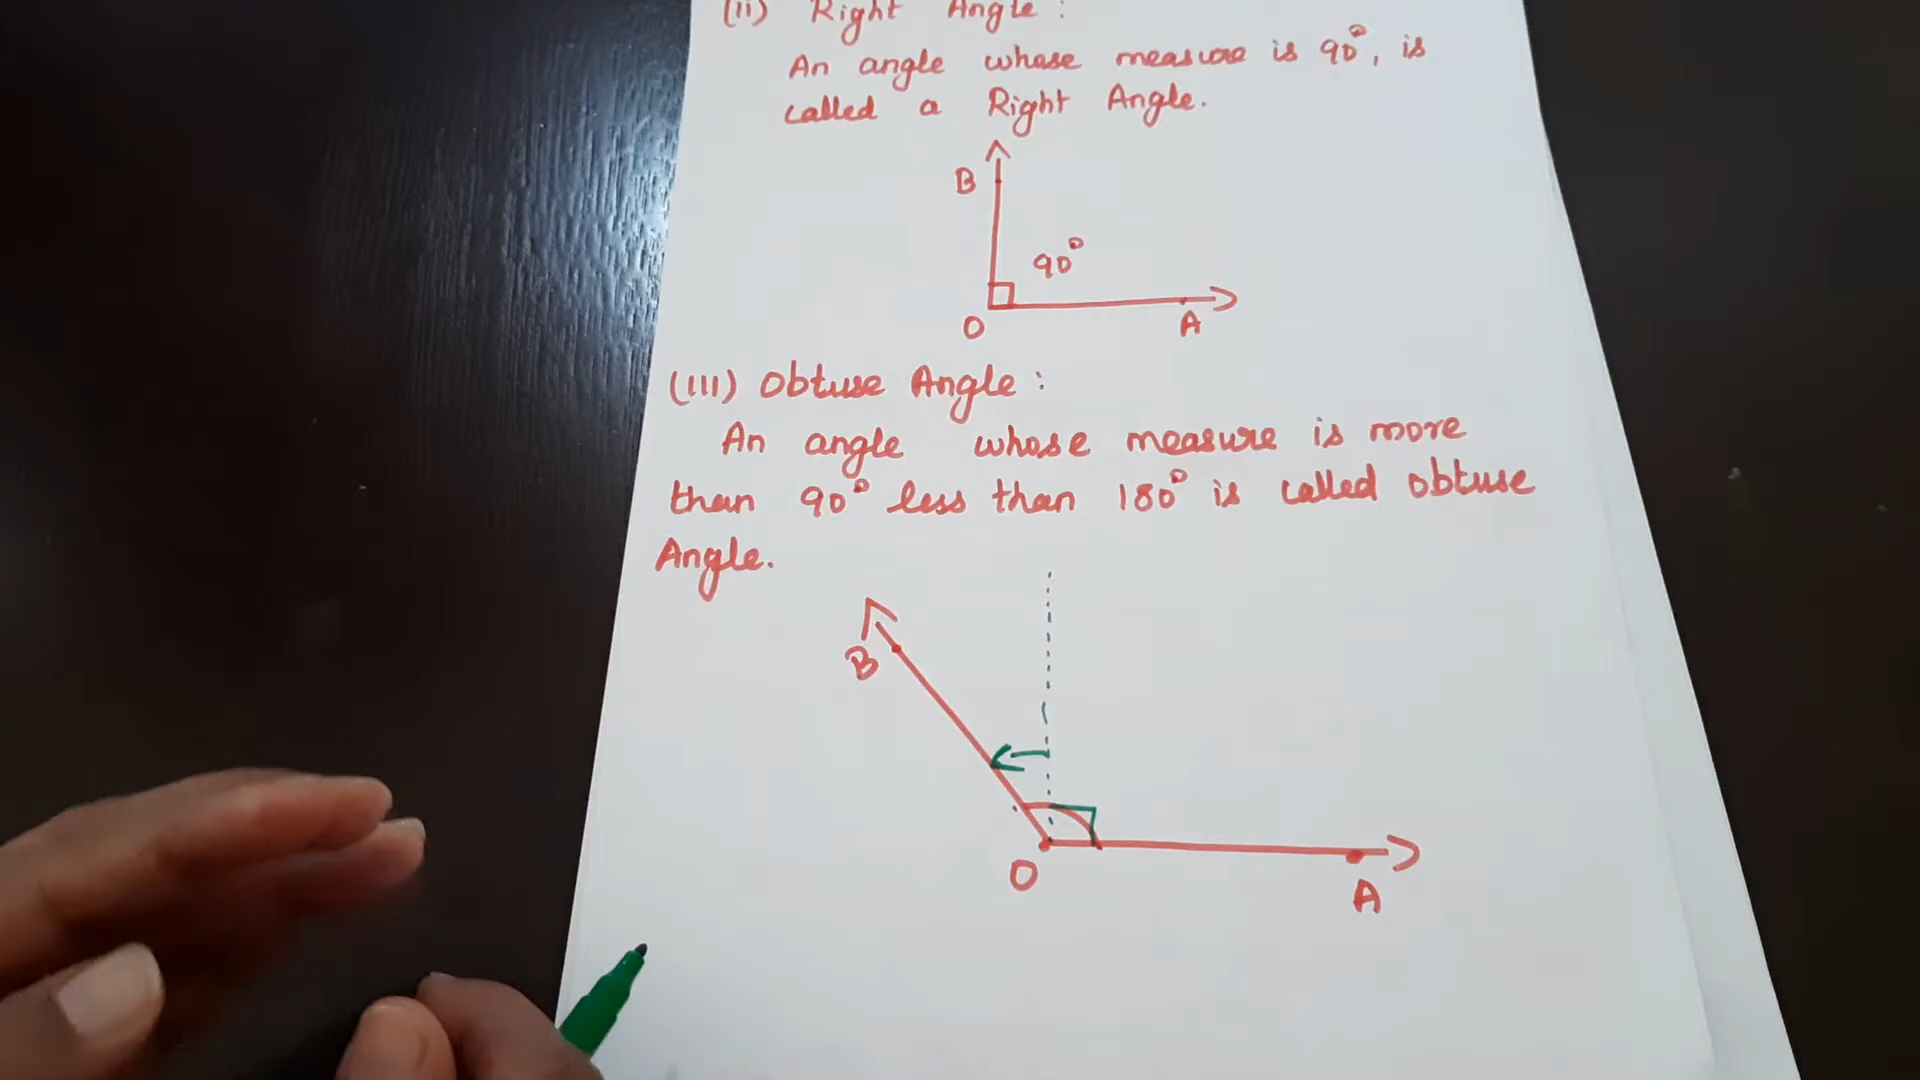 (ii) Right Angle :
An angle whose measure is 90°, is
called a Right Angle.
B
90°
O
A
(III) Obtuse Angle :
An angle whose measure is more
than 90° less than 180° is called obtuse
Angle.
B
O
A